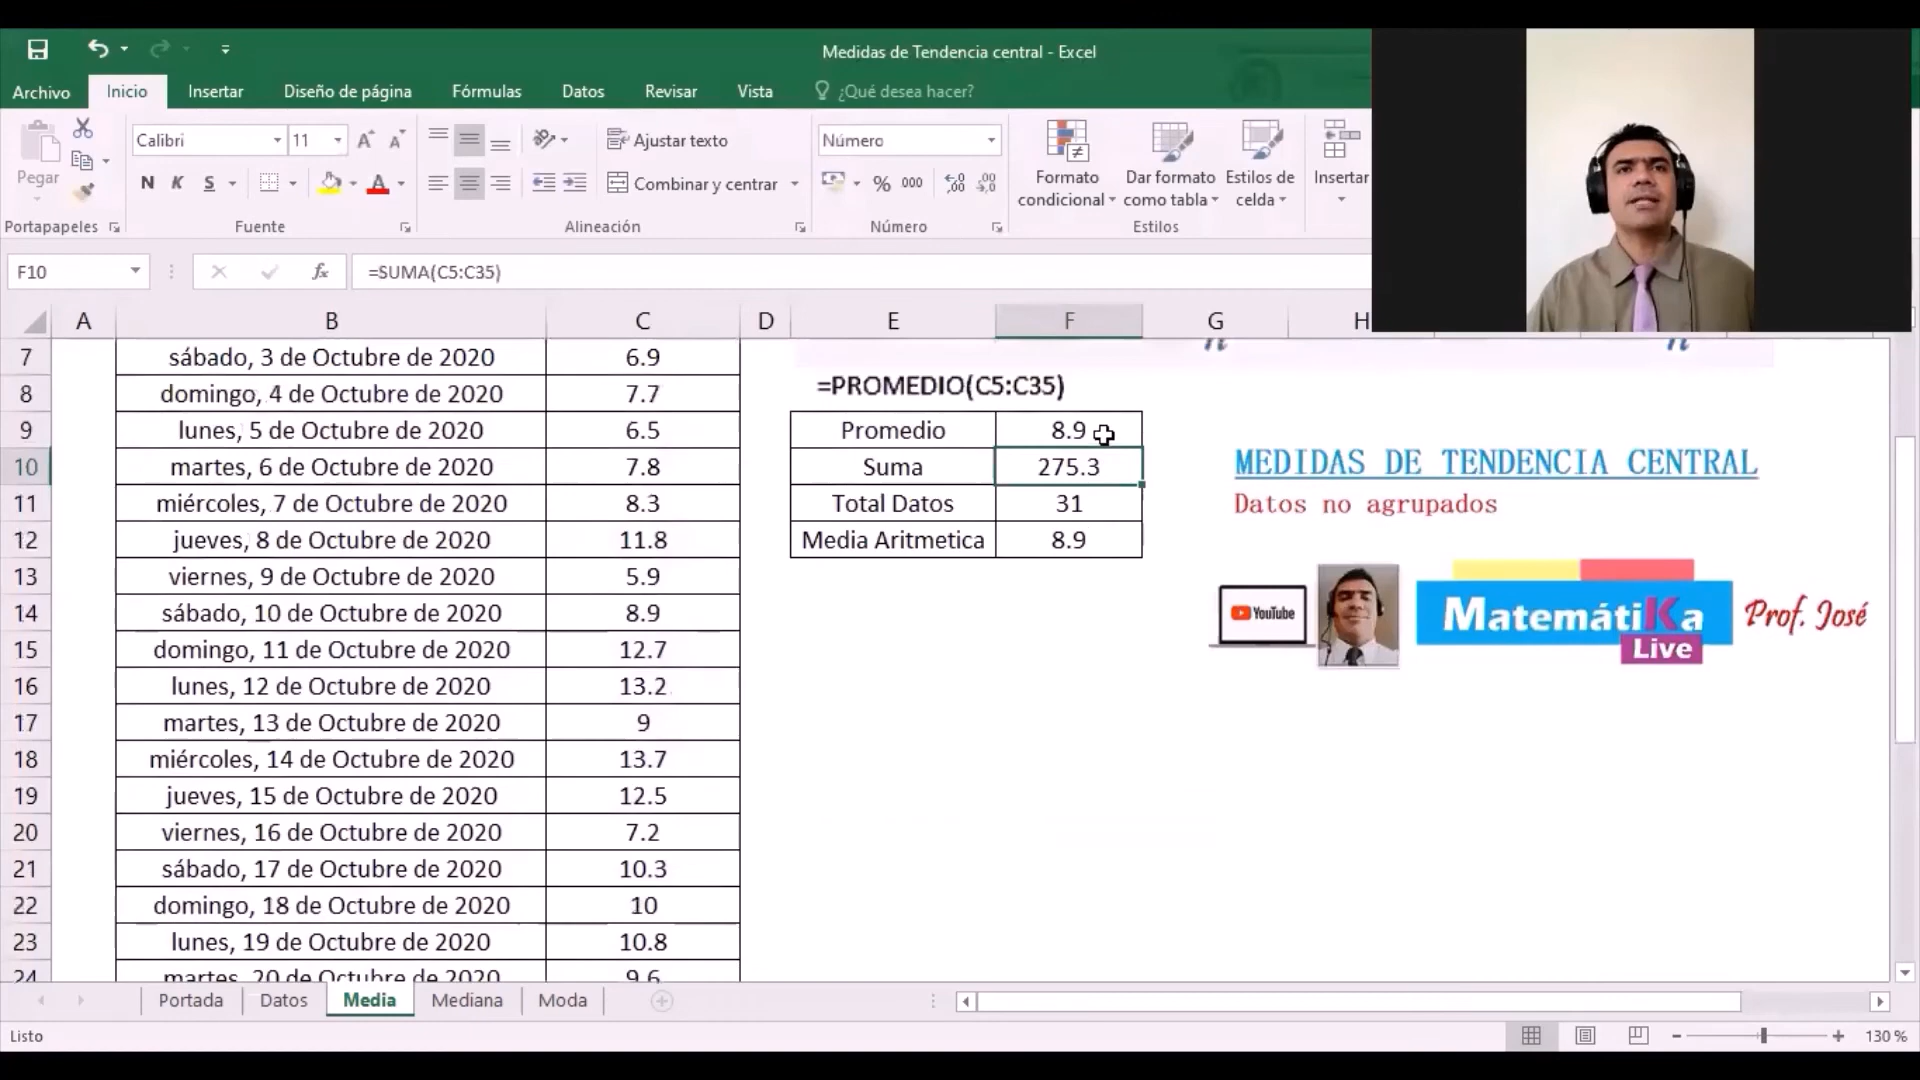 Medidas de Tendencia central - Excel
Archivo Inicio Insertar Diseño de página Fórmulas Datos Revisar Vista ¿Qué desea hacer?
Calibri 11 Ajustar texto Número
Pegar N K S Combinar y centrar % 000 Formato condicional Dar formato como tabla Estilos de celda Insertar
Portapapeles Fuente Alineación Número Estilos
F10 fx =SUMA(C5:C35)
A B C D E F G H
7 sábado, 3 de Octubre de 2020 6.9
=PROMEDIO(C5:C35)
8 domingo, 4 de Octubre de 2020 7.7
9 lunes, 5 de Octubre de 2020 6.5 Promedio 8.9
10 martes, 6 de Octubre de 2020 7.8 Suma 275.3
MEDIDAS DE TENDENCIA CENTRAL
11 miércoles, 7 de Octubre de 2020 8.3 Total Datos 31
Datos no agrupados
12 jueves, 8 de Octubre de 2020 11.8 Media Aritmetica 8.9
13 viernes, 9 de Octubre de 2020 5.9
14 sábado, 10 de Octubre de 2020 8.9
YouTube MatemátiKa Prof. José
Live
15 domingo, 11 de Octubre de 2020 12.7
16 lunes, 12 de Octubre de 2020 13.2
17 martes, 13 de Octubre de 2020 9
18 miércoles, 14 de Octubre de 2020 13.7
19 jueves, 15 de Octubre de 2020 12.5
20 viernes, 16 de Octubre de 2020 7.2
21 sábado, 17 de Octubre de 2020 10.3
22 domingo, 18 de Octubre de 2020 10
23 lunes, 19 de Octubre de 2020 10.8
24 martes, 20 de Octubre de 2020 9.6
Portada Datos Media Mediana Moda
Listo 130 %